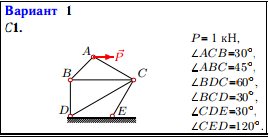 Вариант 1
С1.
A
P
B
C
D
E
P = 1 кН,
∠ACB=30°,
∠ABC=45°,
∠BDC=60°,
∠BCD=30°,
∠CDE=30°,
∠CED=120°.